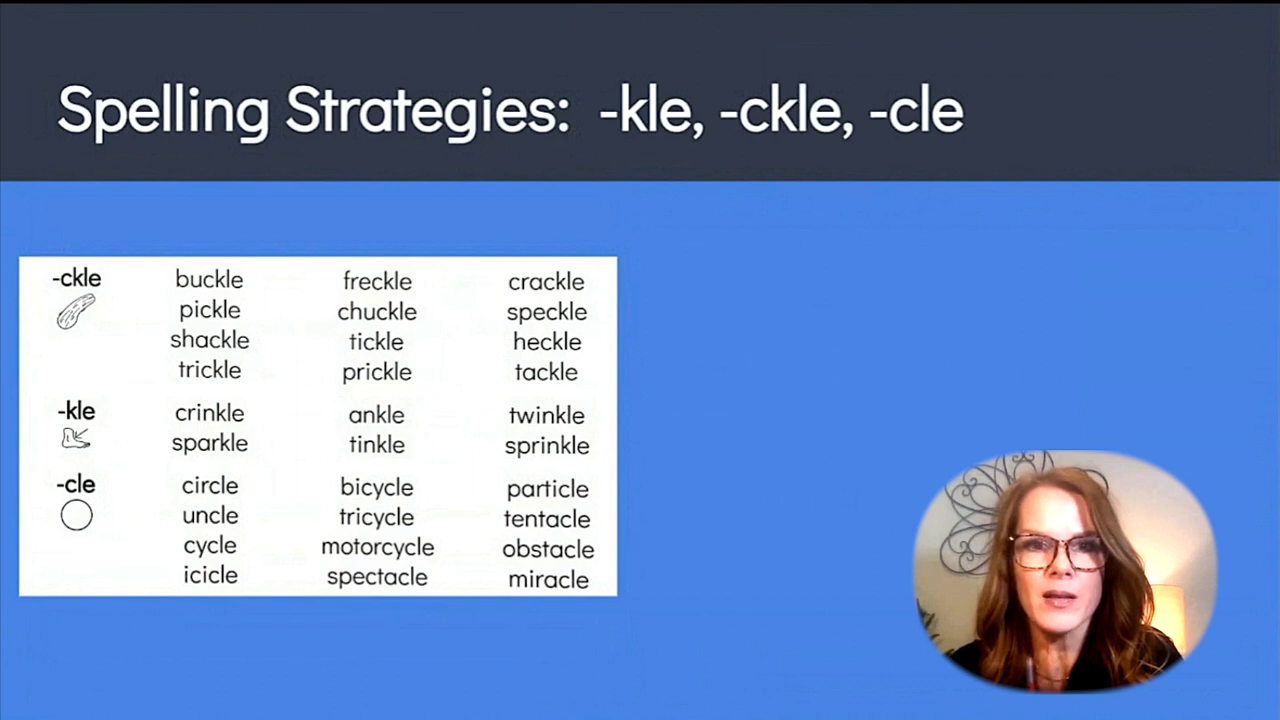 Spelling Strategies: -kle, -ckle, -cle
-ckle buckle freckle crackle
pickle chuckle speckle
shackle tickle heckle
trickle prickle tackle
-kle crinkle ankle twinkle
sparkle tinkle sprinkle
-cle circle bicycle particle
uncle tricycle tentacle
cycle motorcycle obstacle
icicle spectacle miracle